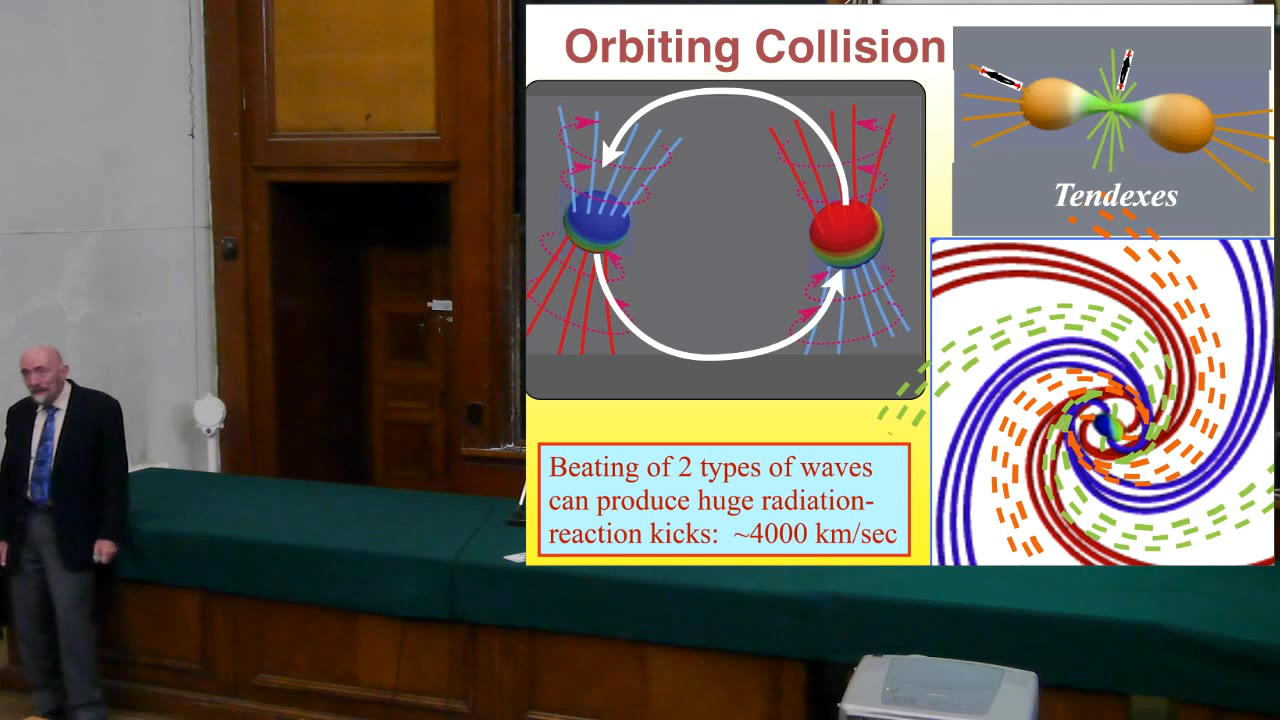 Orbiting Collision
Tendexes
Beating of 2 types of waves
can produce huge radiation-
reaction kicks: ~4000 km/sec